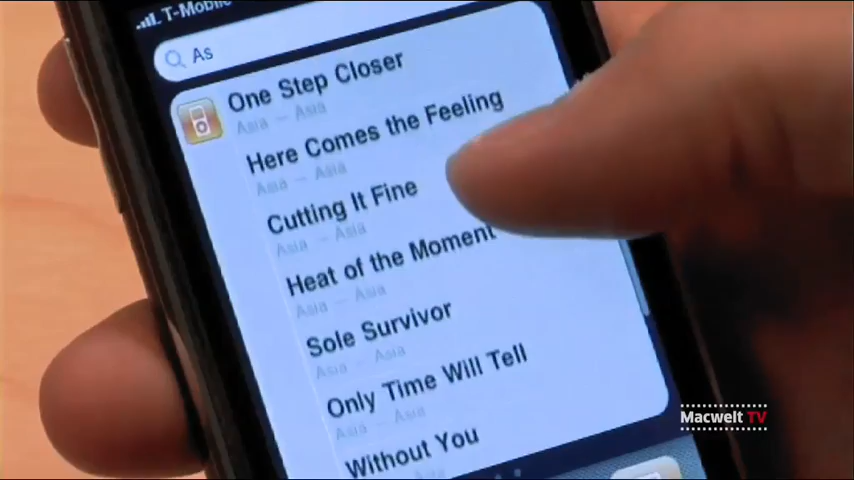 T-Mobile
As
One Step Closer
Asia — Asia
Here Comes the Feeling
Asia — Asia
Cutting It Fine
Asia — Asia
Heat of the Moment
Asia — Asia
Sole Survivor
Asia — Asia
Only Time Will Tell
Asia — Asia
Without You
Asia
Macwelt TV